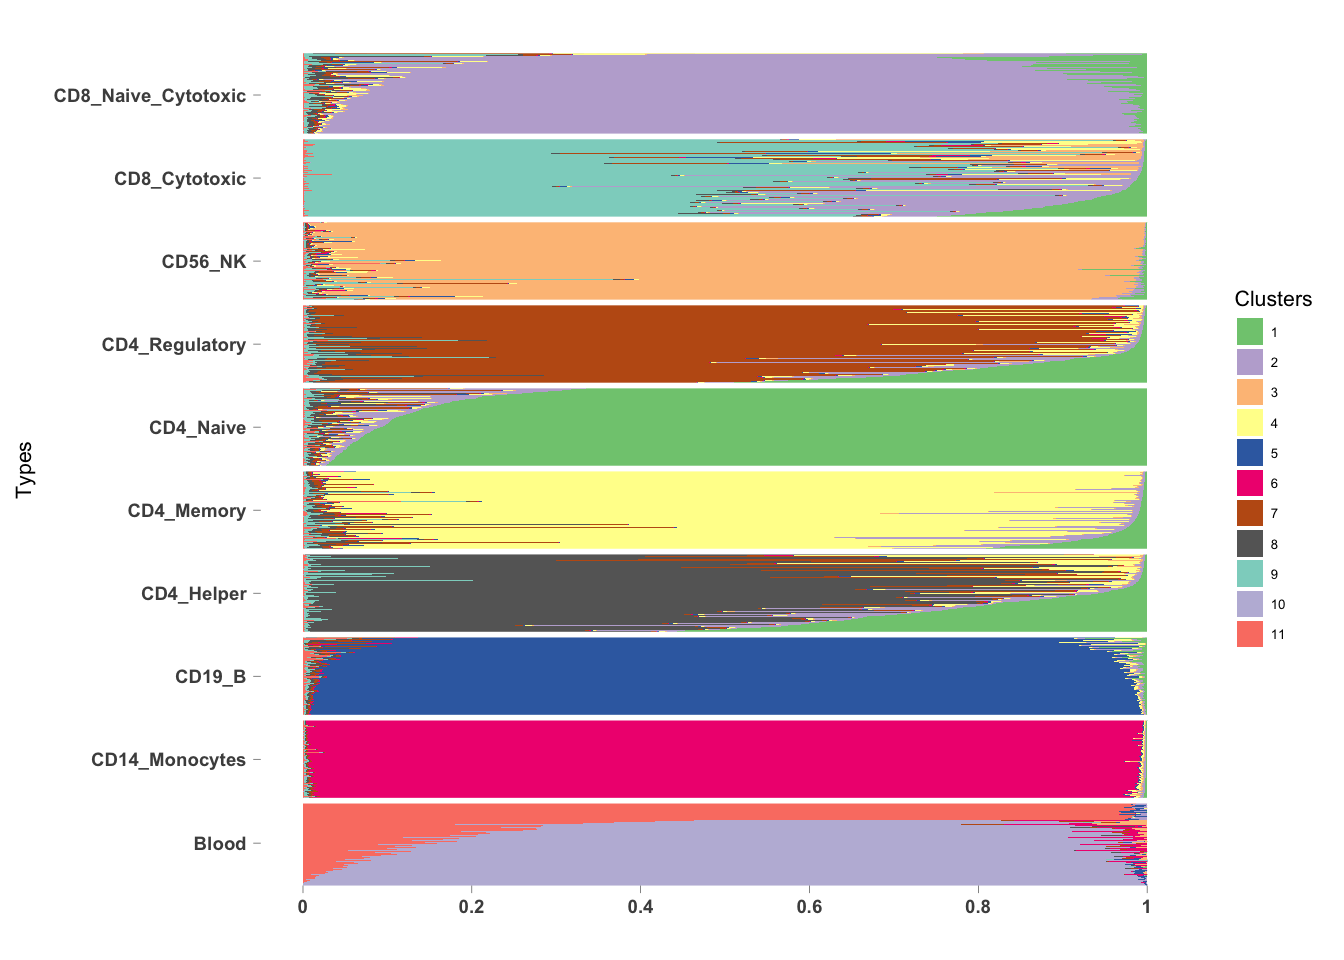 CD8_Naive_Cytotoxic
CD8_Cytotoxic
CD56_NK
CD4_Regulatory
CD4_Naive
CD4_Memory
CD4_Helper
CD19_B
CD14_Monocytes
Blood
Types
0 0.2 0.4 0.6 0.8 1
Clusters
1
2
3
4
5
6
7
8
9
10
11